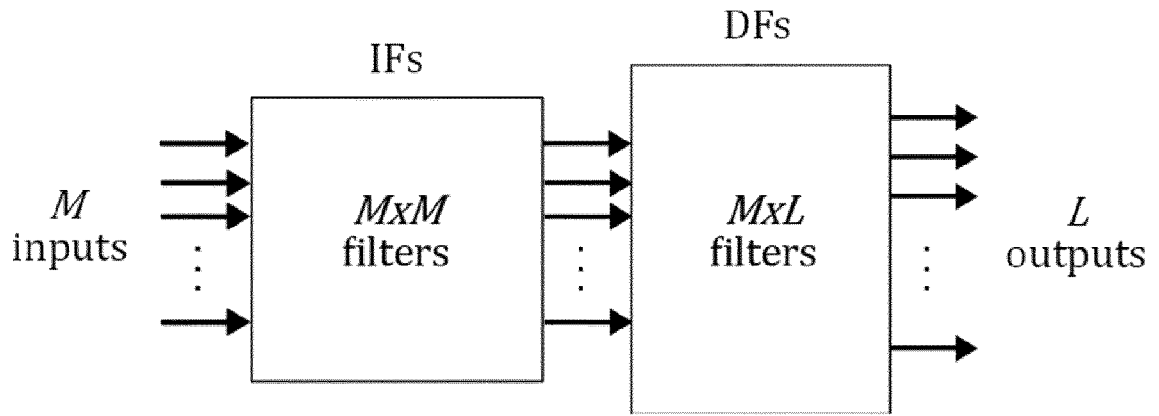 IFs
DFs
M
inputs
MxM
filters
MxL
filters
L
outputs